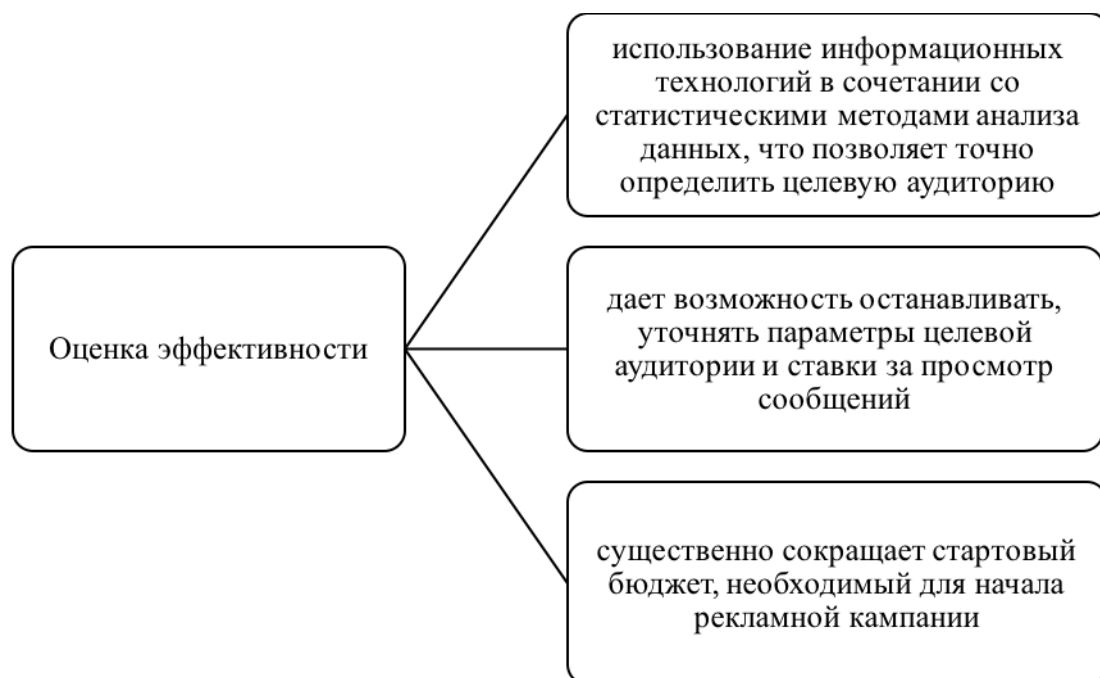 использование информационных
технологий в сочетании со
статистическими методами анализа
данных, что позволяет точно
определить целевую аудиторию
Оценка эффективности
дает возможность останавливать,
уточнять параметры целевой
аудитории и ставки за просмотр
сообщений
существенно сокращает стартовый
бюджет, необходимый для начала
рекламной кампании